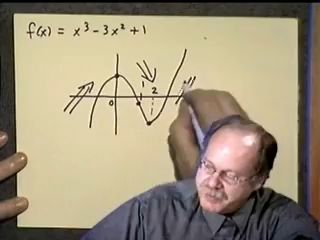 f(x) = x³ - 3x² + 1
1
2
0